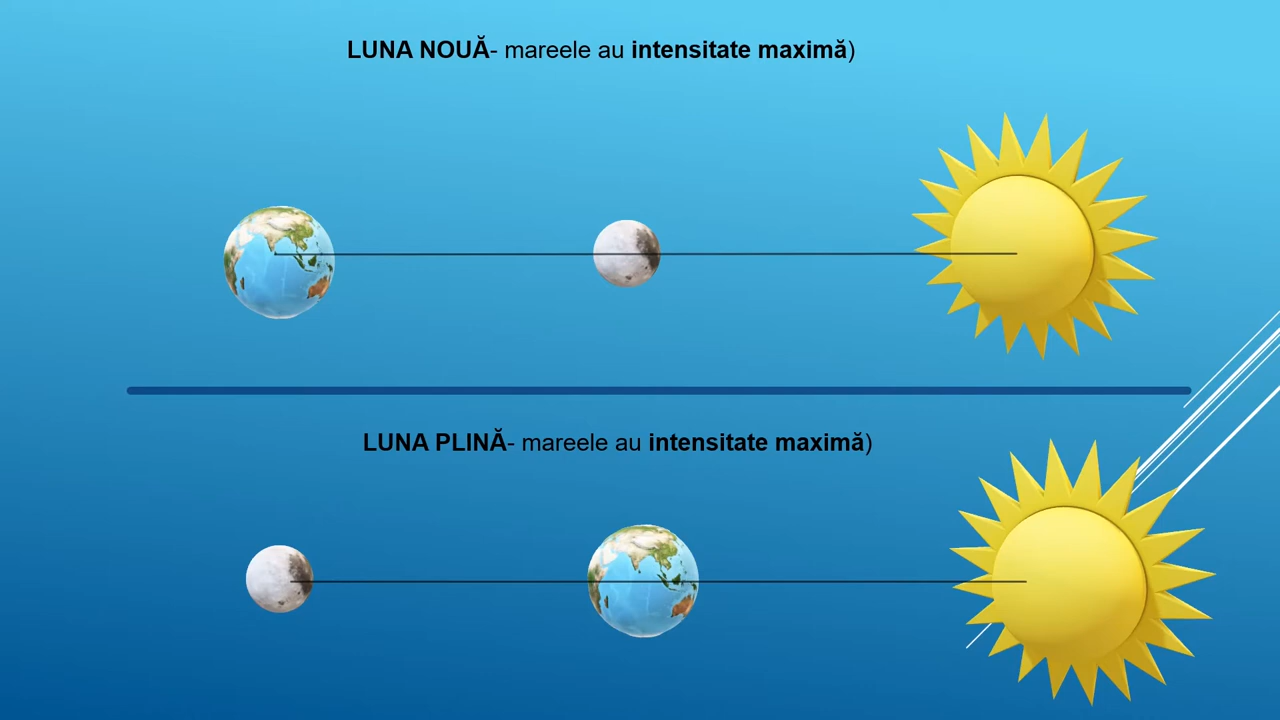 LUNA NOUĂ- mareele au intensitate maximă)
LUNA PLINĂ- mareele au intensitate maximă)